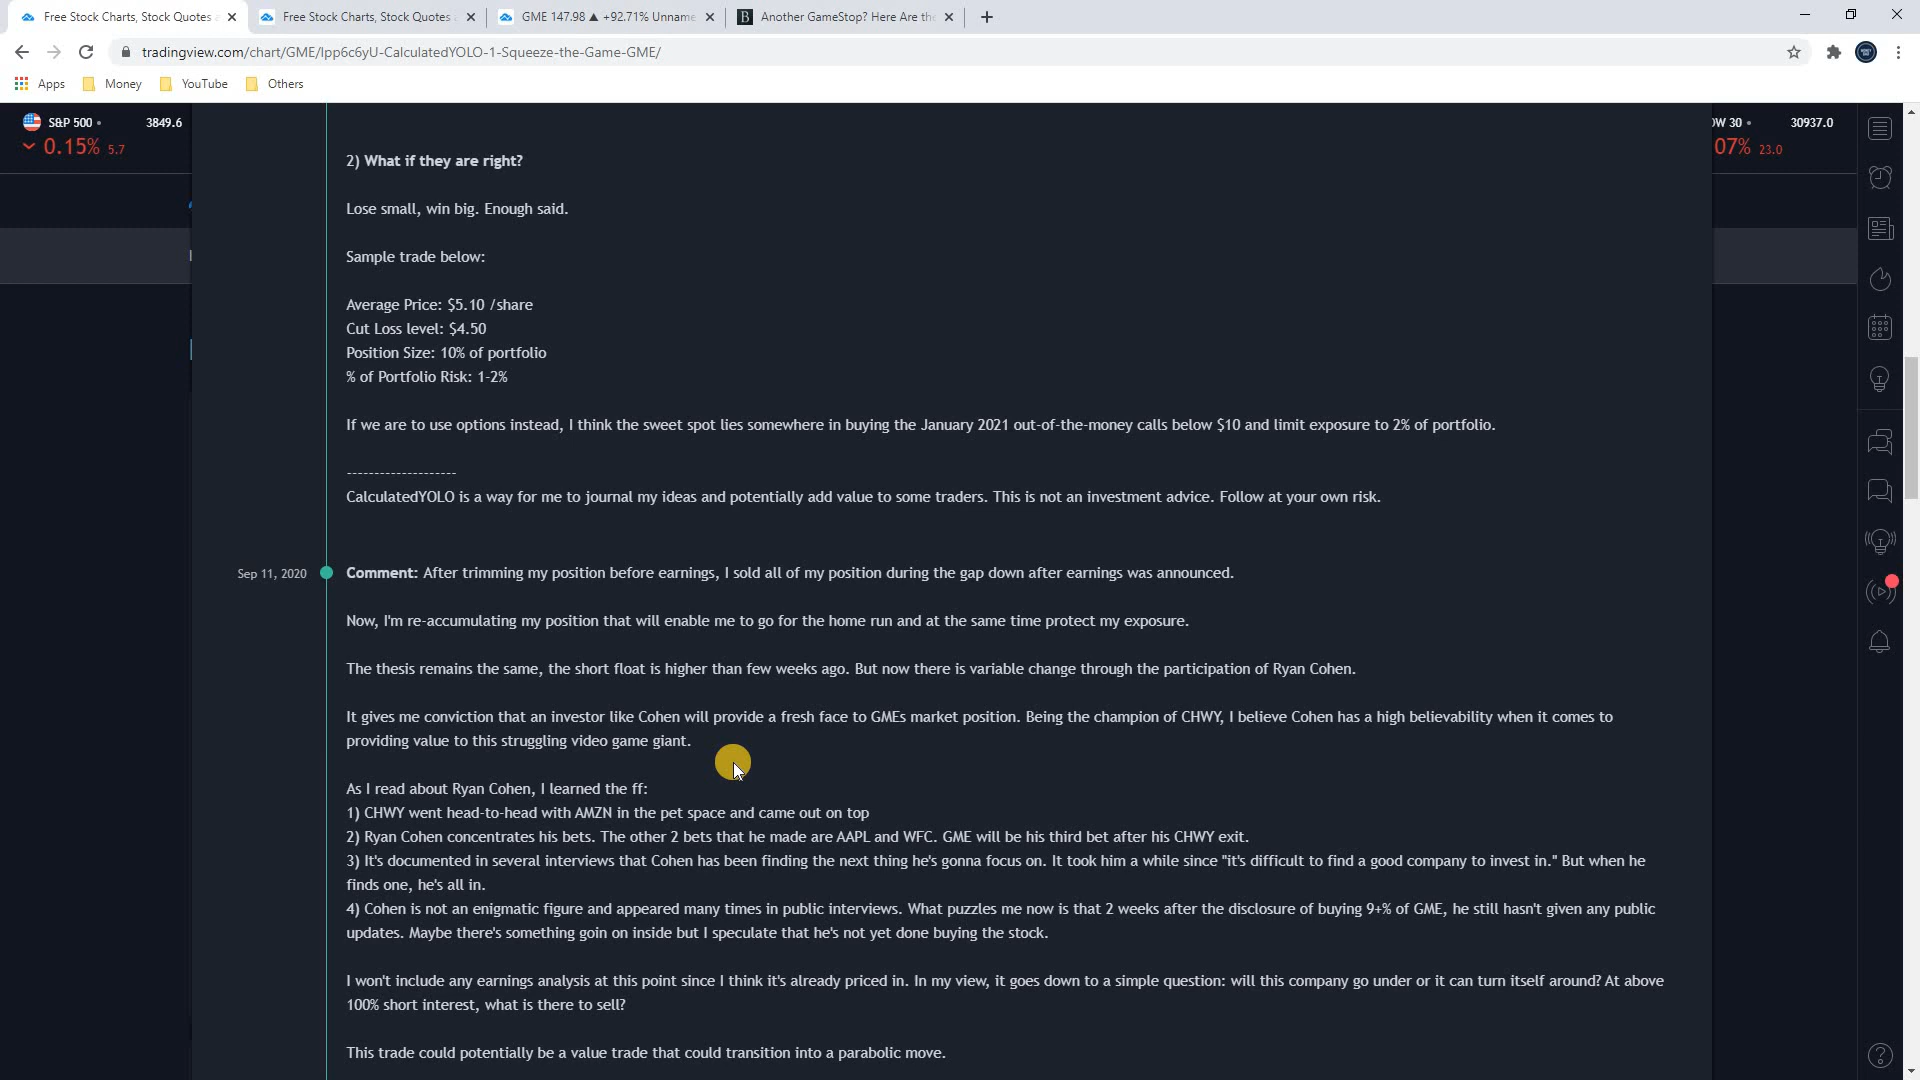 Free Stock Charts, Stock Quotes
Free Stock Charts, Stock Quotes
GME 147.98 ▲ +92.71% Unname
Another GameStop? Here Are the
tradingview.com/chart/GME/lpp6c6yU-CalculatedYOLO-1-Squeeze-the-Game-GME/
Apps
Money
YouTube
Others
S&P 500
3849.6
0.15% 5.7
OW 30
30937.0
07% 23.0
2) What if they are right?
Lose small, win big. Enough said.
Sample trade below:
Average Price: $5.10 /share
Cut Loss level: $4.50
Position Size: 10% of portfolio
% of Portfolio Risk: 1-2%
If we are to use options instead, I think the sweet spot lies somewhere in buying the January 2021 out-of-the-money calls below $10 and limit exposure to 2% of portfolio.
--------------------
CalculatedYOLO is a way for me to journal my ideas and potentially add value to some traders. This is not an investment advice. Follow at your own risk.
Sep 11, 2020
Comment: After trimming my position before earnings, I sold all of my position during the gap down after earnings was announced.
Now, I'm re-accumulating my position that will enable me to go for the home run and at the same time protect my exposure.
The thesis remains the same, the short float is higher than few weeks ago. But now there is variable change through the participation of Ryan Cohen.
It gives me conviction that an investor like Cohen will provide a fresh face to GMEs market position. Being the champion of CHWY, I believe Cohen has a high believability when it comes to
providing value to this struggling video game giant.
As I read about Ryan Cohen, I learned the ff:
1) CHWY went head-to-head with AMZN in the pet space and came out on top
2) Ryan Cohen concentrates his bets. The other 2 bets that he made are AAPL and WFC. GME will be his third bet after his CHWY exit.
3) It's documented in several interviews that Cohen has been finding the next thing he's gonna focus on. It took him a while since "it's difficult to find a good company to invest in." But when he
finds one, he's all in.
4) Cohen is not an enigmatic figure and appeared many times in public interviews. What puzzles me now is that 2 weeks after the disclosure of buying 9+% of GME, he still hasn't given any public
updates. Maybe there's something goin on inside but I speculate that he's not yet done buying the stock.
I won't include any earnings analysis at this point since I think it's already priced in. In my view, it goes down to a simple question: will this company go under or it can turn itself around? At above
100% short interest, what is there to sell?
This trade could potentially be a value trade that could transition into a parabolic move.